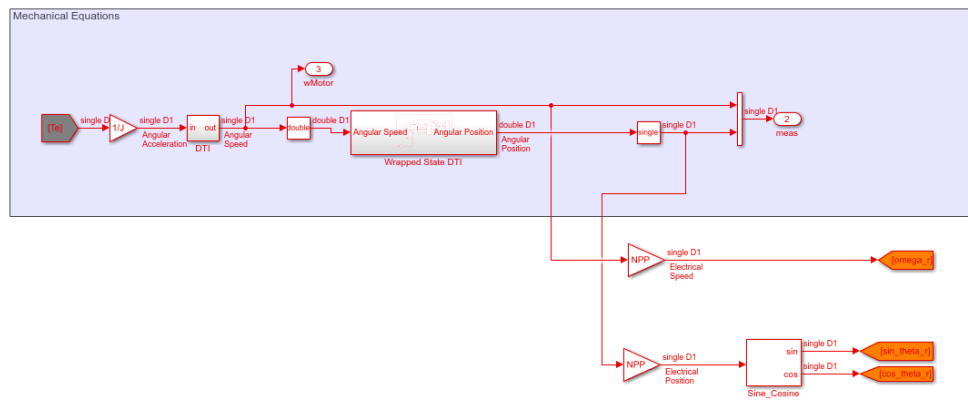 Mechanical Equations
3
wMotor
single D1
single D1
single D1
double D1
double D1
single D1
single D1
[Te]
1/J
in out
double
Angular Speed
Angular Position
single
2
meas
Angular
Acceleration
DTI
Angular
Speed
Wrapped State DTI
Angular
Position
single D1
NPP
[omega_r]
Electrical
Speed
single D1
NPP
sin
single D1
[sin_theta_r]
cos
single D1
[cos_theta_r]
Electrical
Position
Sine_Cosine